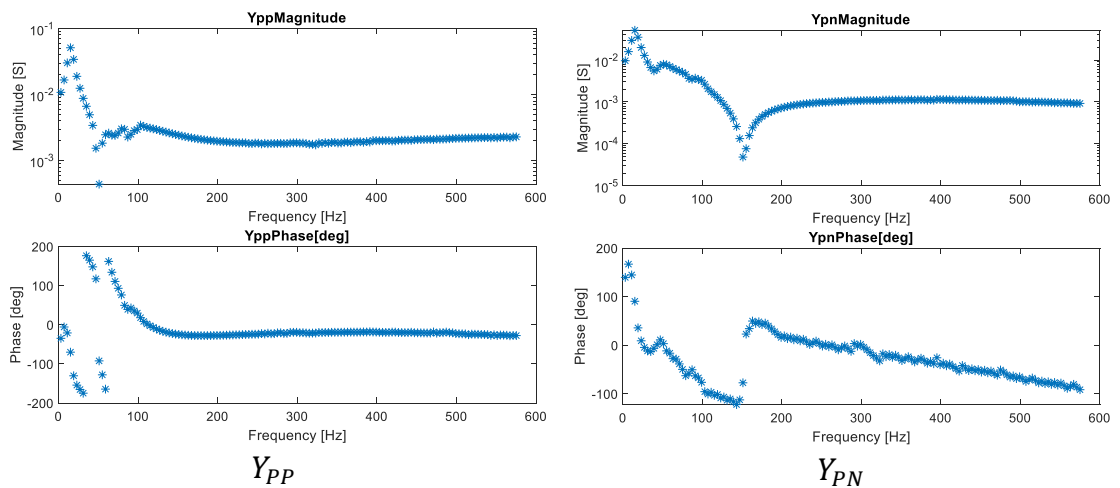 YppMagnitude
10^-1
10^-2
10^-3
Magnitude [S]
0 100 200 300 400 500 600
Frequency [Hz]
YppPhase[deg]
200
100
0
-100
-200
Phase [deg]
0 100 200 300 400 500 600
Frequency [Hz]
Y_PP
YpnMagnitude
10^-2
10^-3
10^-4
10^-5
Magnitude [S]
0 100 200 300 400 500 600
Frequency [Hz]
YpnPhase[deg]
200
100
0
-100
Phase [deg]
0 100 200 300 400 500 600
Frequency [Hz]
Y_PN